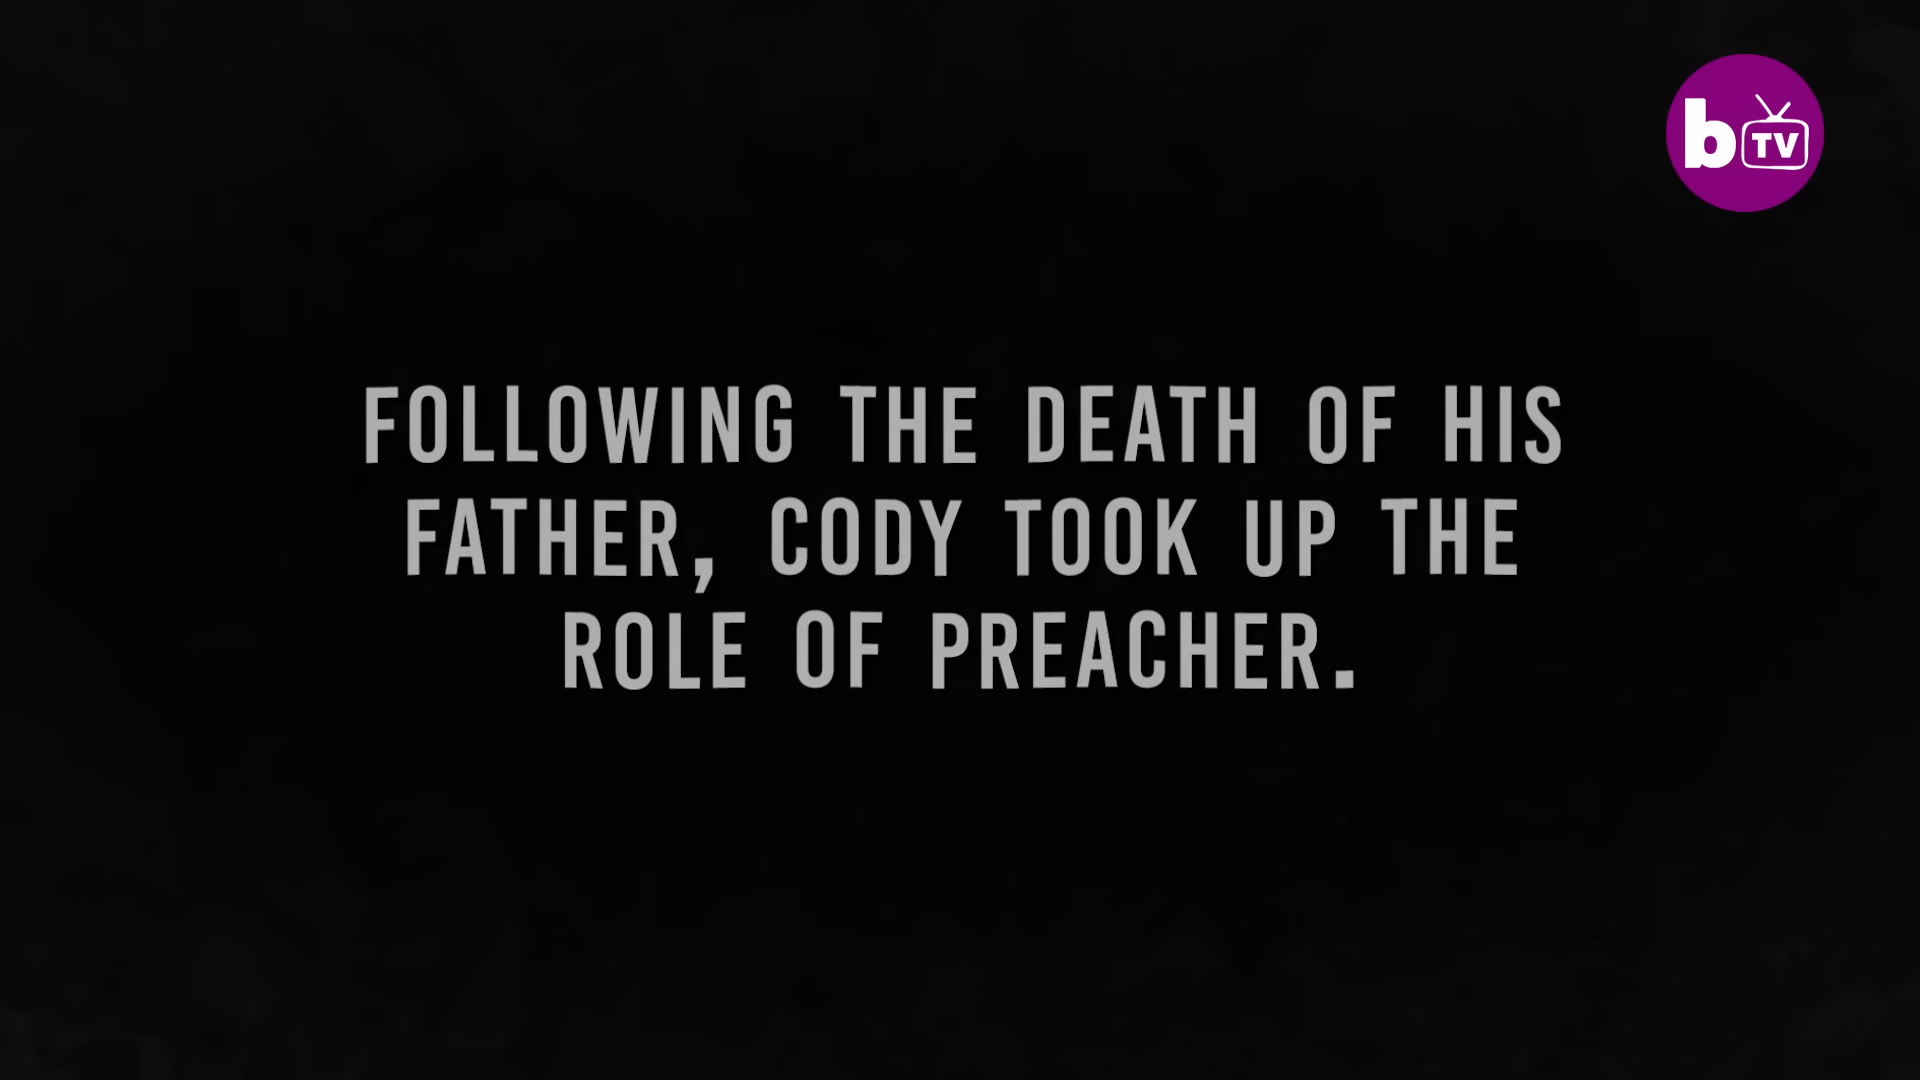 b TV
FOLLOWING THE DEATH OF HIS
FATHER, CODY TOOK UP THE
ROLE OF PREACHER.